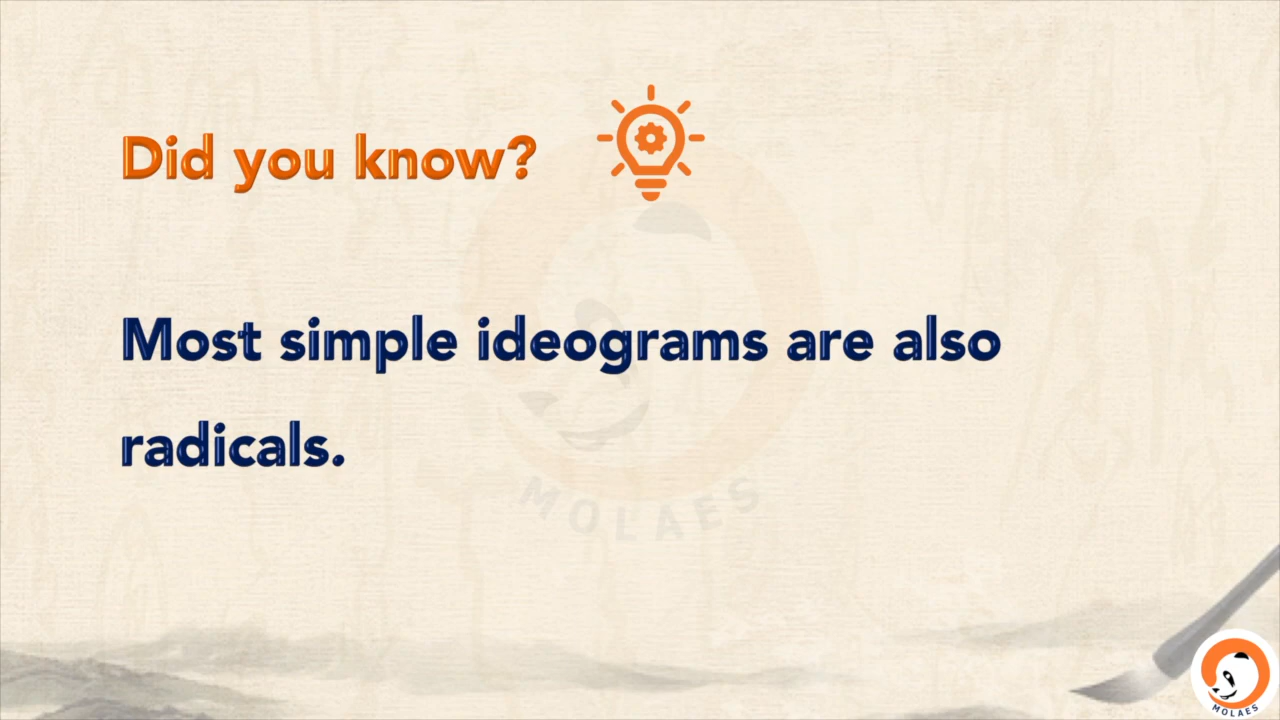 Did you know?
Most simple ideograms are also
radicals.
MOLAES
MOLAES